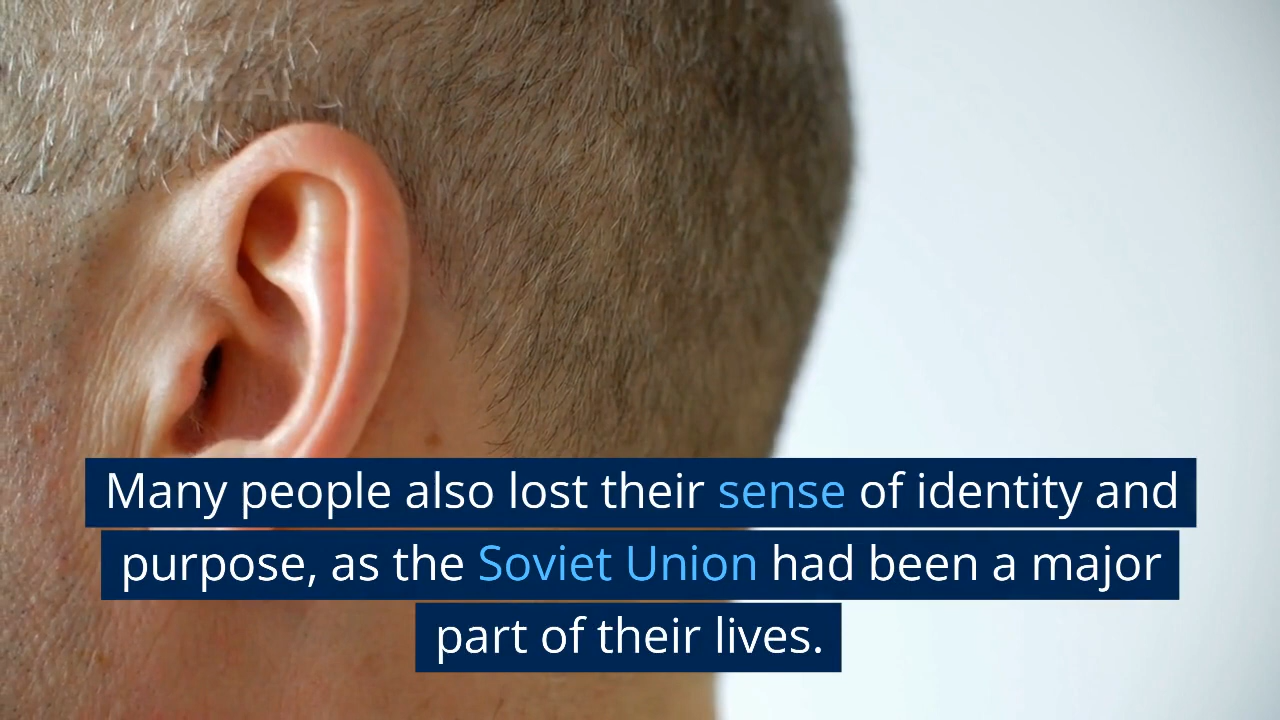 Many people also lost their sense of identity and
purpose, as the Soviet Union had been a major
part of their lives.